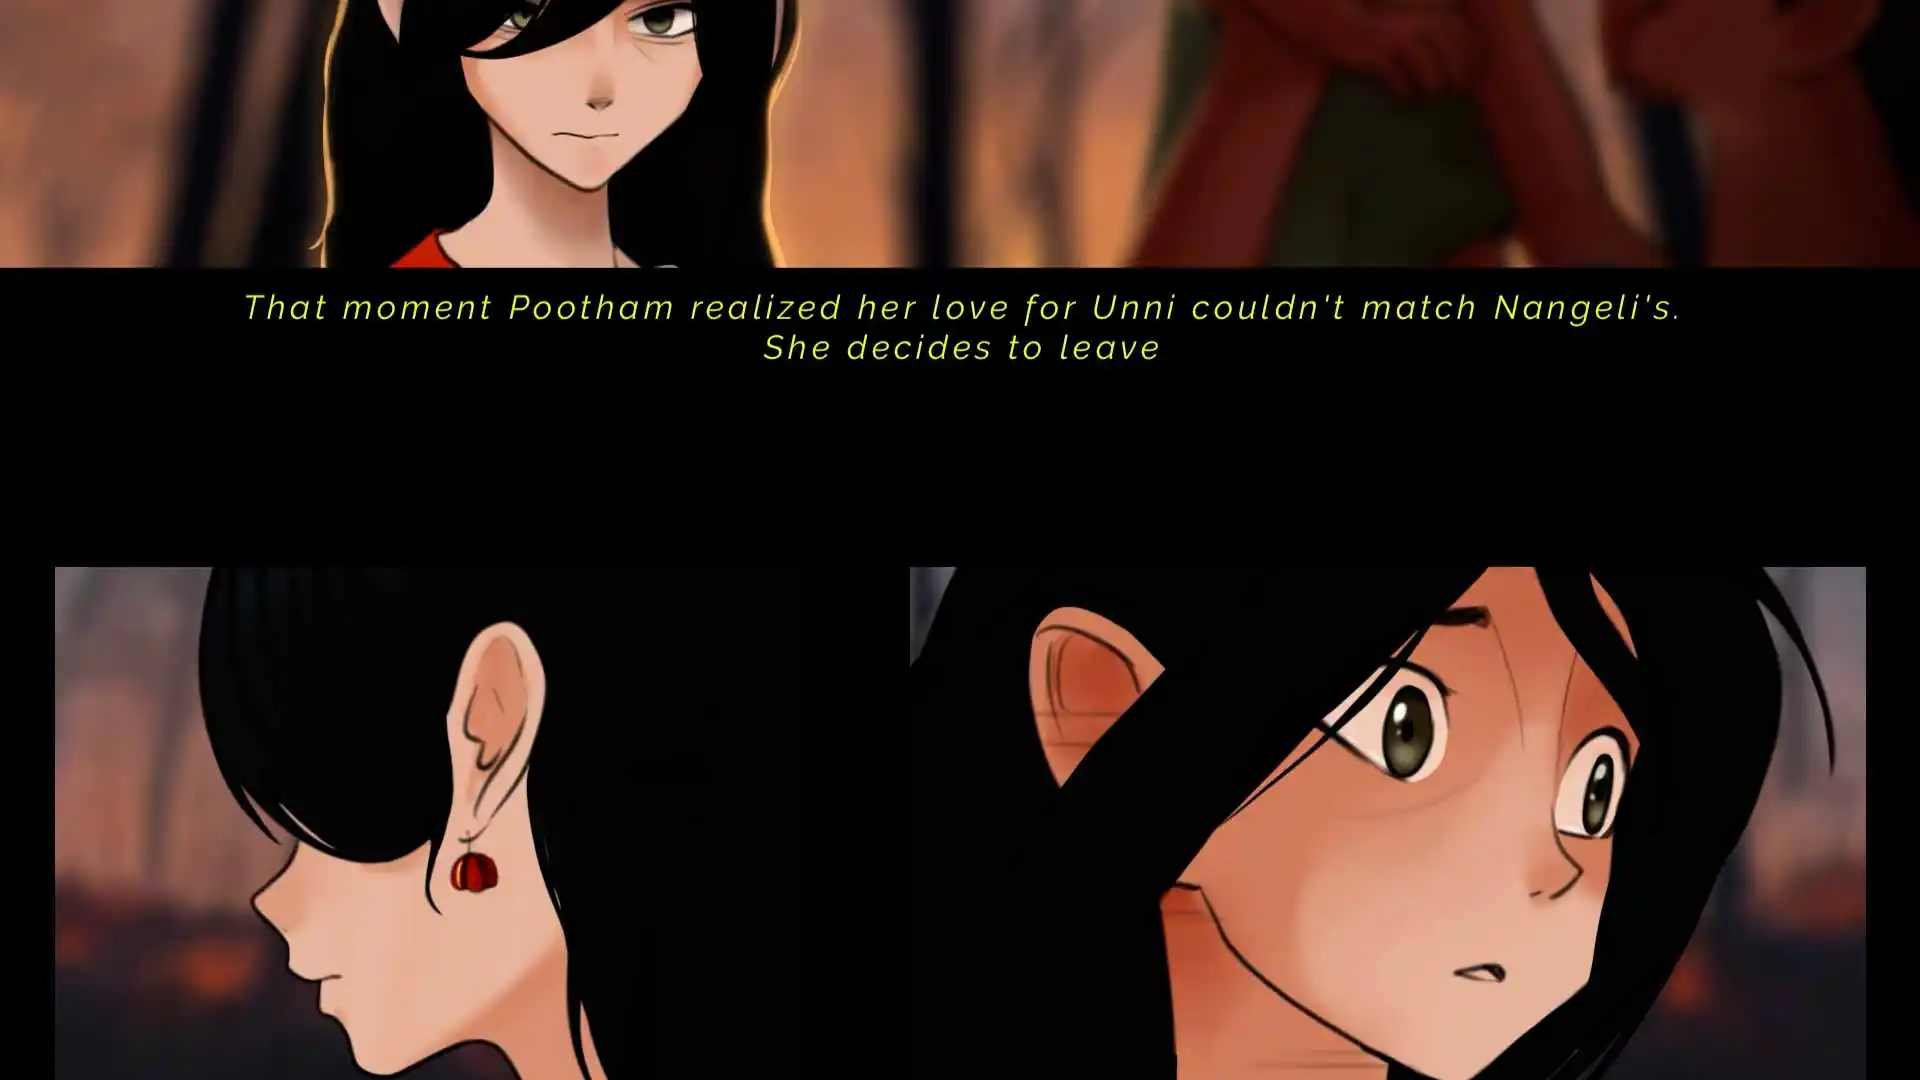 That moment Pootham realized her love for Unni couldn't match Nangeli's.
She decides to leave